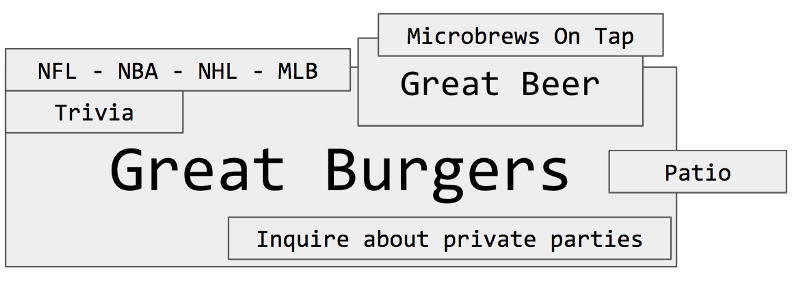 Microbrews On Tap
NFL - NBA - NHL - MLB
Great Beer
Trivia
Great Burgers
Patio
Inquire about private parties